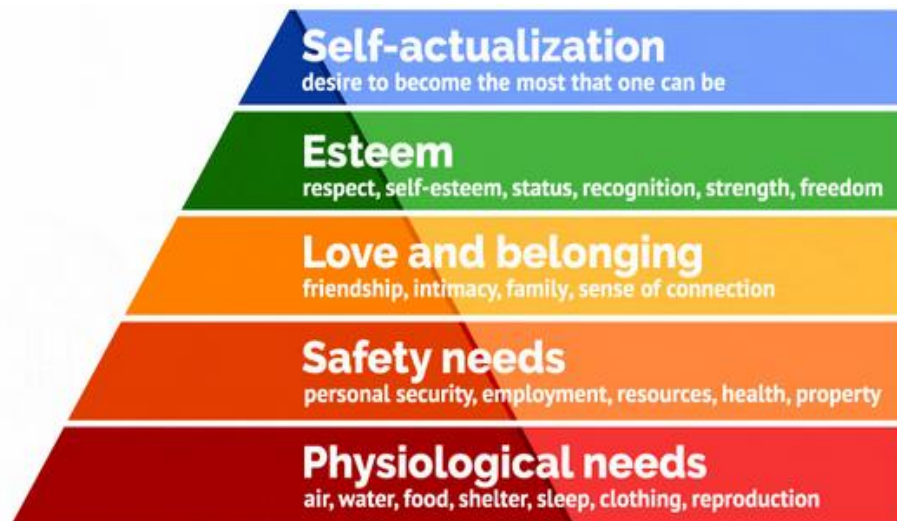 Self-actualization
desire to become the most that one can be
Esteem
respect, self-esteem, status, recognition, strength, freedom
Love and belonging
friendship, intimacy, family, sense of connection
Safety needs
personal security, employment, resources, health, property
Physiological needs
air, water, food, shelter, sleep, clothing, reproduction